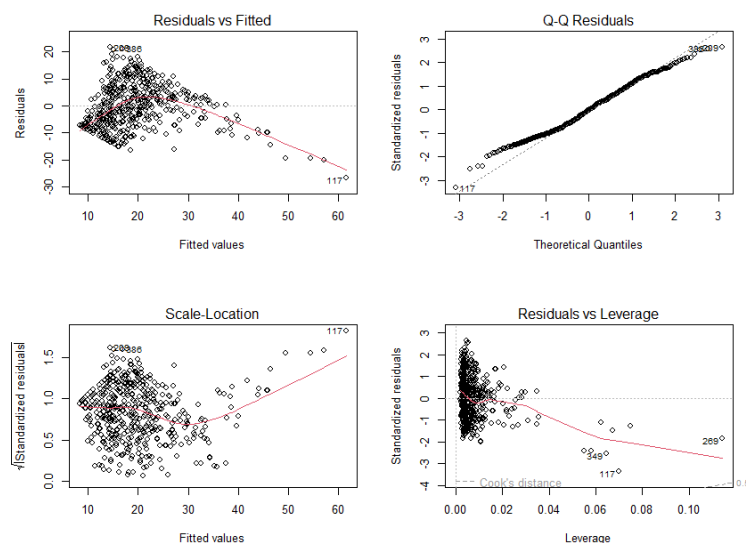 Residuals vs Fitted
Residuals
20
10
0
-10
-20
-30
386
117
10 20 30 40 50 60
Fitted values
Q-Q Residuals
Standardized residuals
3
2
1
0
-1
-2
-3
117
-3 -2 -1 0 1 2 3
Theoretical Quantiles
Scale-Location
√|Standardized residuals
1.5
1.0
0.5
0.0
386
117
10 20 30 40 50 60
Fitted values
Residuals vs Leverage
Standardized residuals
3
2
1
0
-1
-2
-3
-4
269
349
117
Cook's distance
0.00 0.02 0.04 0.06 0.08 0.10
Leverage